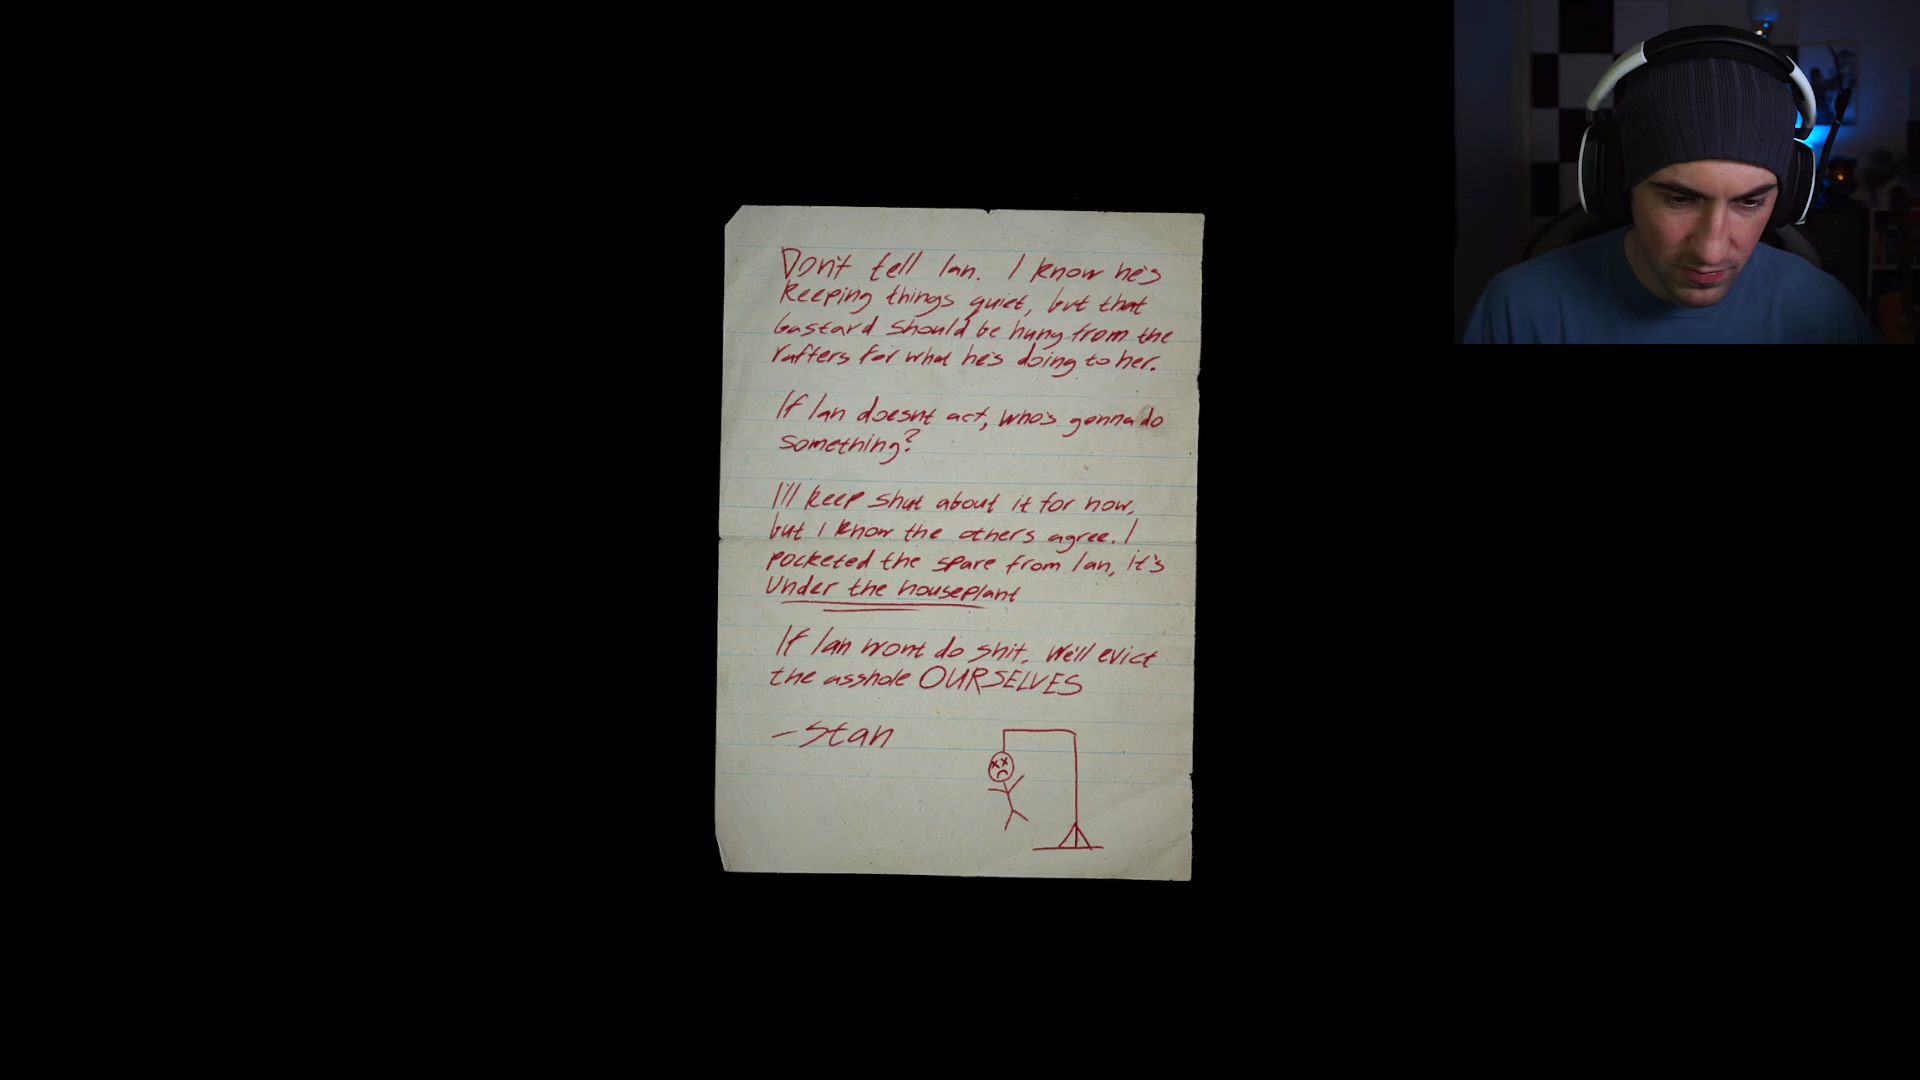 Don't tell Ian. I know he's
keeping things quiet, but that
bastard should be hung from the
rafters for what he's doing to her.
If Ian doesnt act, who's gonna do
something?
I'll keep shut about it for now,
but I know the others agree. I
pocketed the spare from Ian, it's
Under the houseplant
If Ian wont do shit, We'll evict
the asshole OURSELVES
-Stan